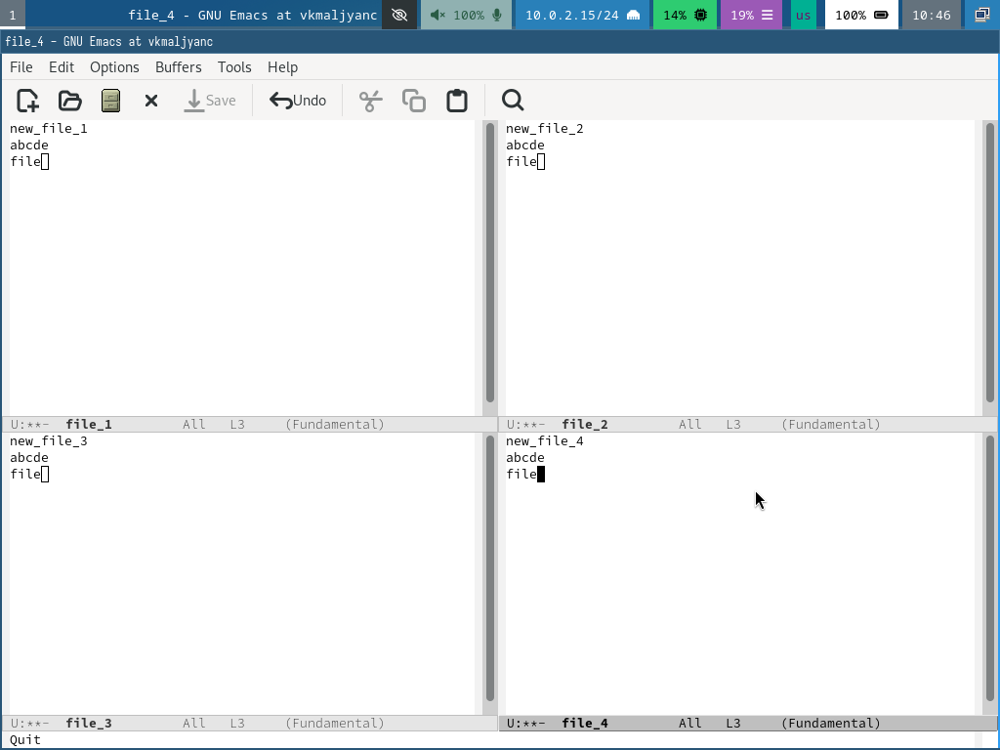 1 file_4 - GNU Emacs at vkmaljyanc 100% 10.0.2.15/24 14% 19% us 100% 10:46
file_4 – GNU Emacs at vkmaljyanc
File Edit Options Buffers Tools Help
Save Undo
new_file_1
abcde
file
U:**- file_1 All L3 (Fundamental)
new_file_2
abcde
file
U:**- file_2 All L3 (Fundamental)
new_file_3
abcde
file
U:**- file_3 All L3 (Fundamental)
new_file_4
abcde
file
U:**- file_4 All L3 (Fundamental)
Quit